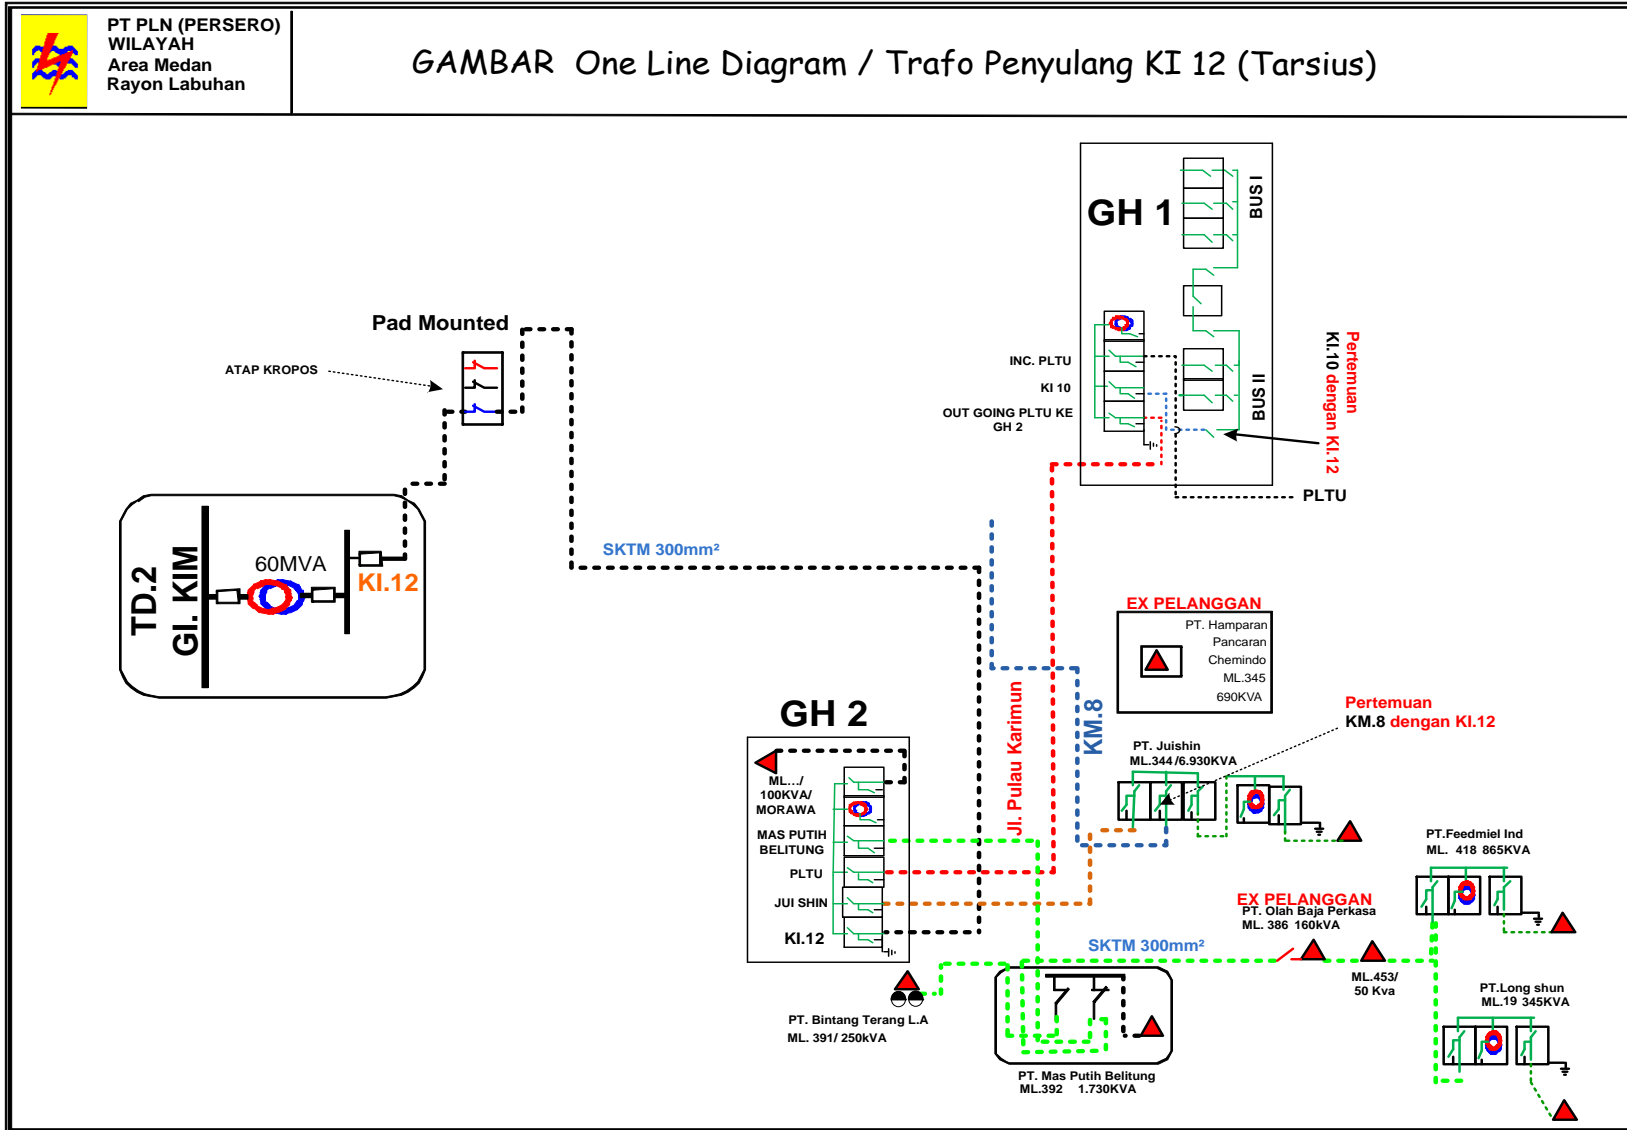 PT PLN (PERSERO)
WILAYAH
Area Medan
Rayon Labuhan
GAMBAR One Line Diagram / Trafo Penyulang KI 12 (Tarsius)
GH 1
BUS I
BUS II
INC. PLTU
KI 10
OUT GOING PLTU KE
GH 2
PLTU
Pertemuan
KI.10 dengan KI.12
Pad Mounted
ATAP KROPOS
TD.2
GI. KIM
60MVA
KI.12
SKTM 300mm²
Jl. Pulau Karimun
KM.8
EX PELANGGAN
PT. Hamparan
Pancaran
Chemindo
ML.345
690KVA
Pertemuan
KM.8 dengan KI.12
GH 2
ML.../
100KVA/
MORAWA
MAS PUTIH
BELITUNG
PLTU
JUI SHIN
KI.12
PT. Juishin
ML.344/6.930KVA
PT.Feedmiel Ind
ML. 418 865KVA
EX PELANGGAN
PT. Olah Baja Perkasa
ML. 386 160kVA
SKTM 300mm²
ML.453/
50 Kva
PT.Long shun
ML.19 345KVA
PT. Bintang Terang L.A
ML. 391/ 250kVA
PT. Mas Putih Belitung
ML.392 1.730KVA